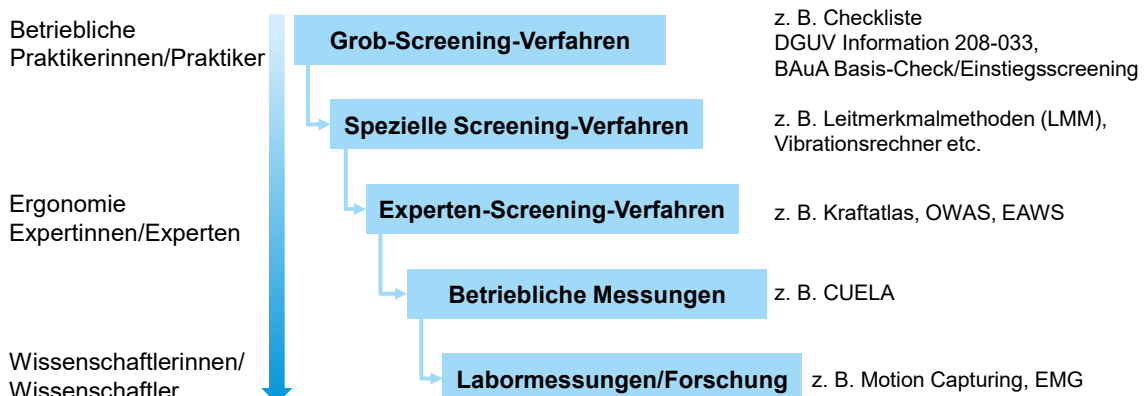 Betriebliche
Praktikerinnen/Praktiker
Grob-Screening-Verfahren
z. B. Checkliste
DGUV Information 208-033,
BAuA Basis-Check/Einstiegsscreening
Spezielle Screening-Verfahren
z. B. Leitmerkmalmethoden (LMM),
Vibrationsrechner etc.
Ergonomie
Expertinnen/Experten
Experten-Screening-Verfahren
z. B. Kraftatlas, OWAS, EAWS
Betriebliche Messungen
z. B. CUELA
Wissenschaftlerinnen/
Wissenschaftler
Labormessungen/Forschung
z. B. Motion Capturing, EMG